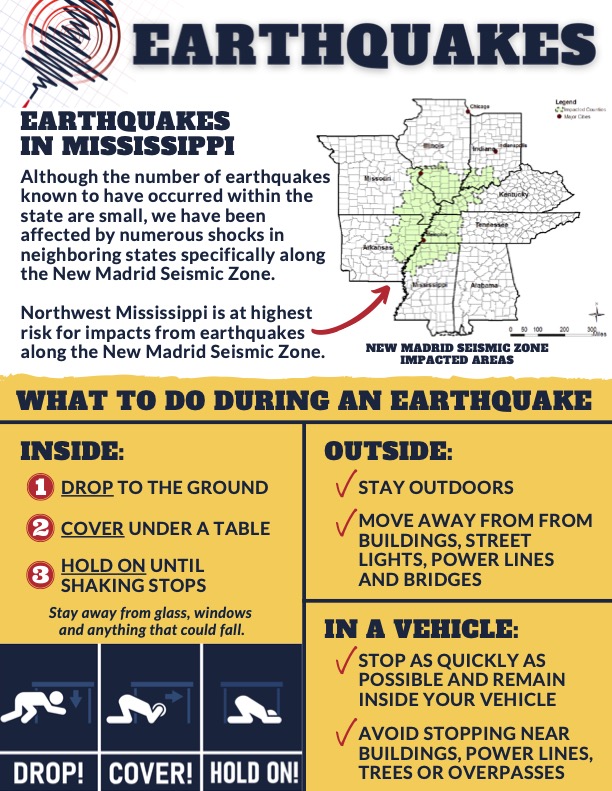 EARTHQUAKES
EARTHQUAKES
IN MISSISSIPPI
Although the number of earthquakes
known to have occurred within the
state are small, we have been
affected by numerous shocks in
neighboring states specifically along
the New Madrid Seismic Zone.
Northwest Mississippi is at highest
risk for impacts from earthquakes
along the New Madrid Seismic Zone.
Legend
Impacted Counties
Major Cities
Chicago
Illinois
Indiana
Indianapolis
Missouri
Kentucky
Tennessee
Memphis
Arkansas
Mississippi
Alabama
0 50 100 200 300
Miles
NEW MADRID SEISMIC ZONE
IMPACTED AREAS
WHAT TO DO DURING AN EARTHQUAKE
INSIDE:
1 DROP TO THE GROUND
2 COVER UNDER A TABLE
3 HOLD ON UNTIL
SHAKING STOPS
Stay away from glass, windows
and anything that could fall.
DROP!
COVER!
HOLD ON!
OUTSIDE:
STAY OUTDOORS
MOVE AWAY FROM FROM
BUILDINGS, STREET
LIGHTS, POWER LINES
AND BRIDGES
IN A VEHICLE:
STOP AS QUICKLY AS
POSSIBLE AND REMAIN
INSIDE YOUR VEHICLE
AVOID STOPPING NEAR
BUILDINGS, POWER LINES,
TREES OR OVERPASSES